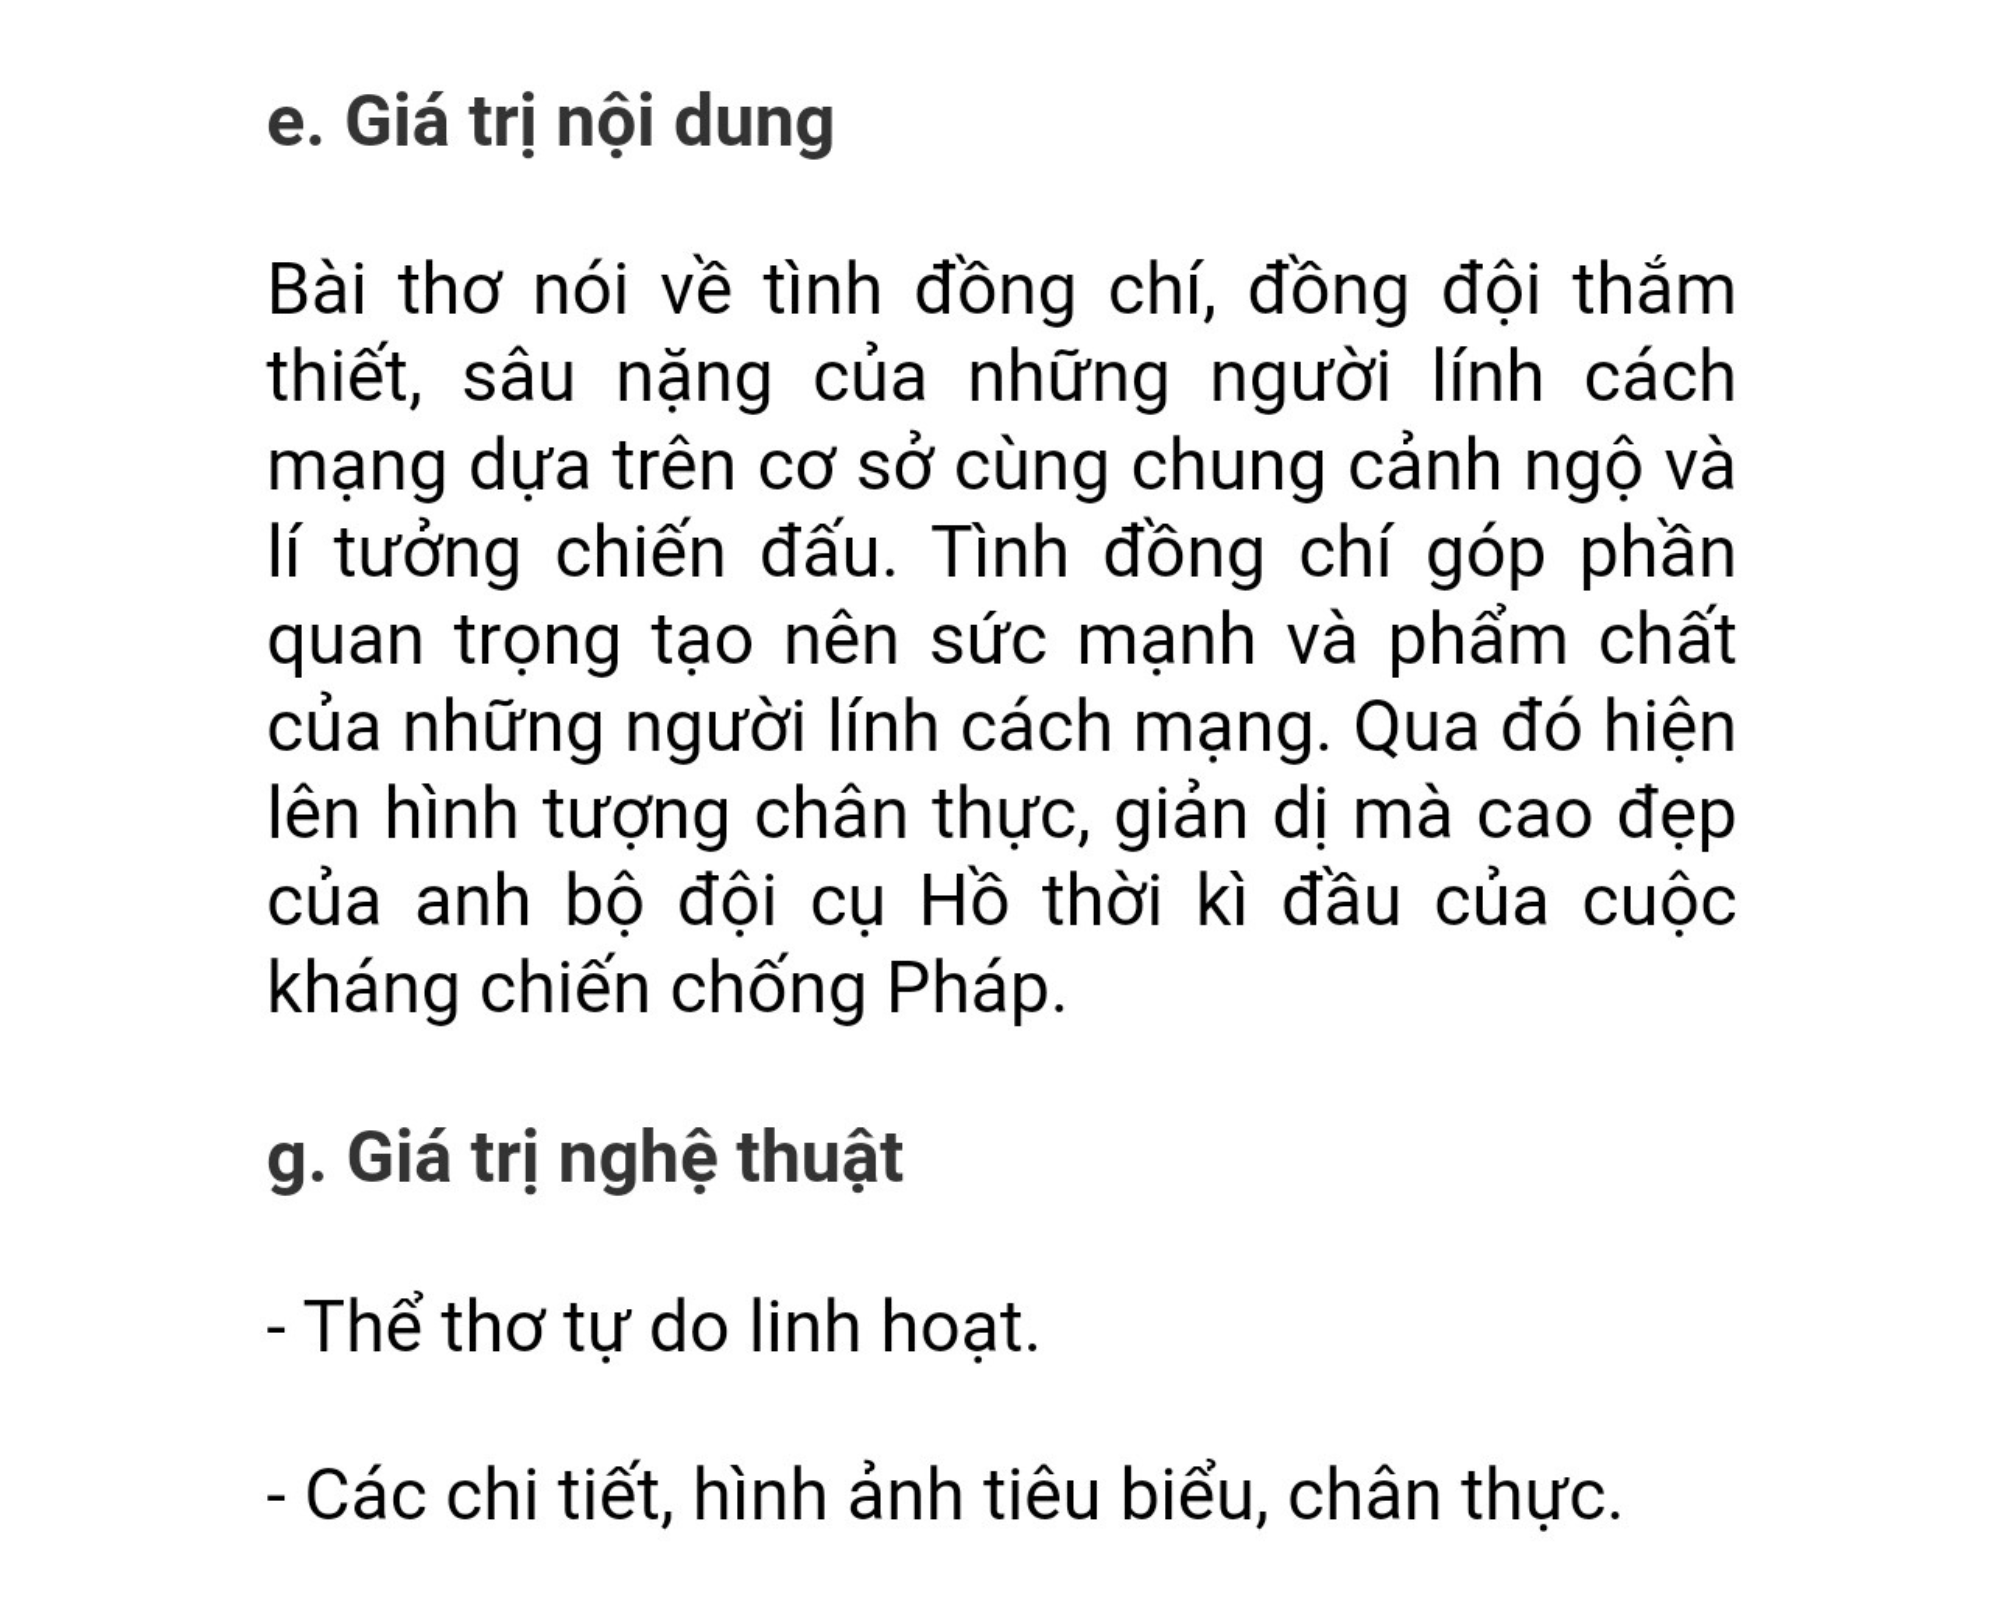 e. Giá trị nội dung
Bài thơ nói về tình đồng chí, đồng đội thắm
thiết, sâu nặng của những người lính cách
mạng dựa trên cơ sở cùng chung cảnh ngộ và
lí tưởng chiến đấu. Tình đồng chí góp phần
quan trọng tạo nên sức mạnh và phẩm chất
của những người lính cách mạng. Qua đó hiện
lên hình tượng chân thực, giản dị mà cao đẹp
của anh bộ đội cụ Hồ thời kì đầu của cuộc
kháng chiến chống Pháp.
g. Giá trị nghệ thuật
- Thể thơ tự do linh hoạt.
- Các chi tiết, hình ảnh tiêu biểu, chân thực.